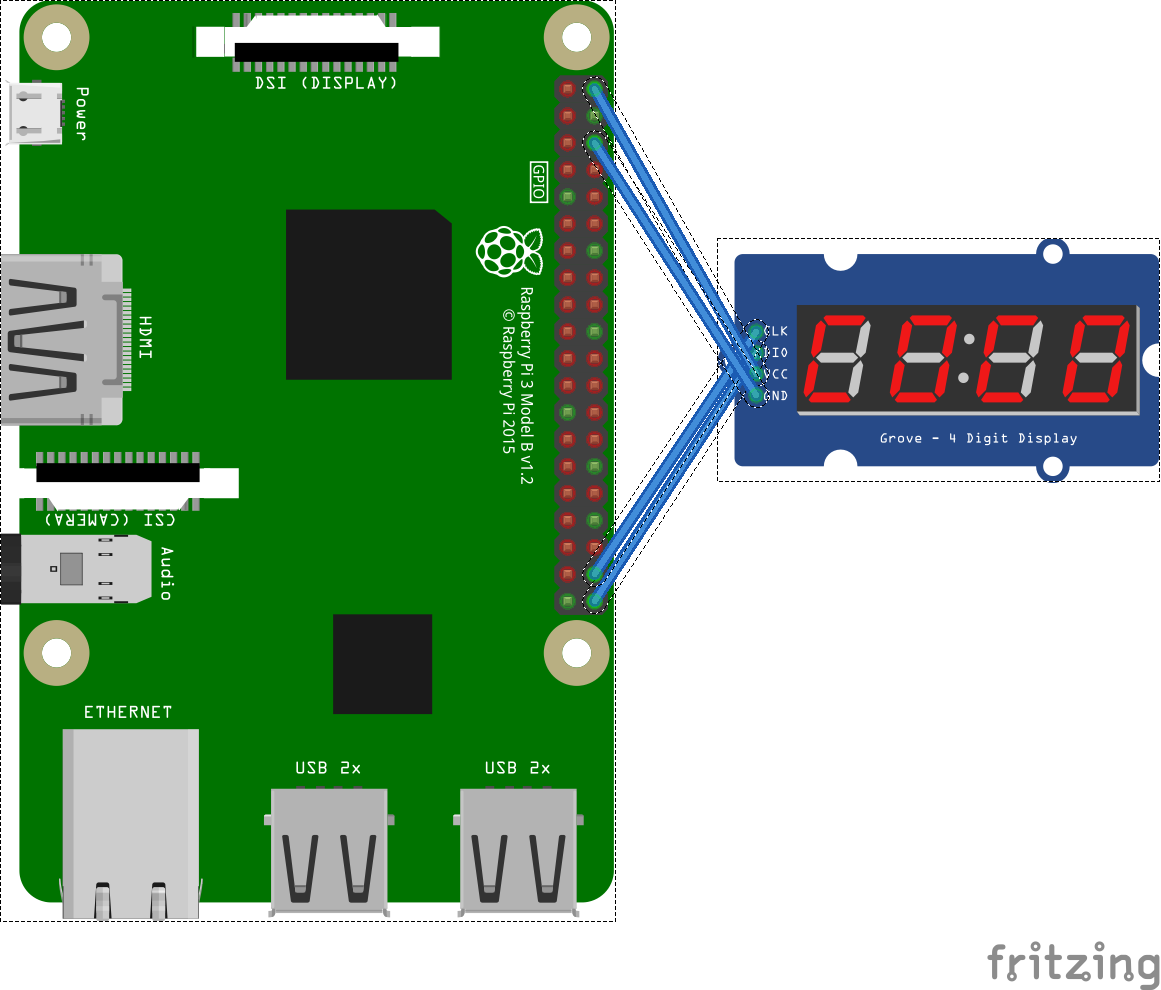 DSI (DISPLAY)
Power
GPIO
HDMI
Raspberry Pi 3 Model B v1.2
© Raspberry Pi 2015
CSI (CAMERA)
Audio
ETHERNET
USB 2x
USB 2x
CLK
DIO
VCC
GND
Grove - 4 Digit Display
fritzing